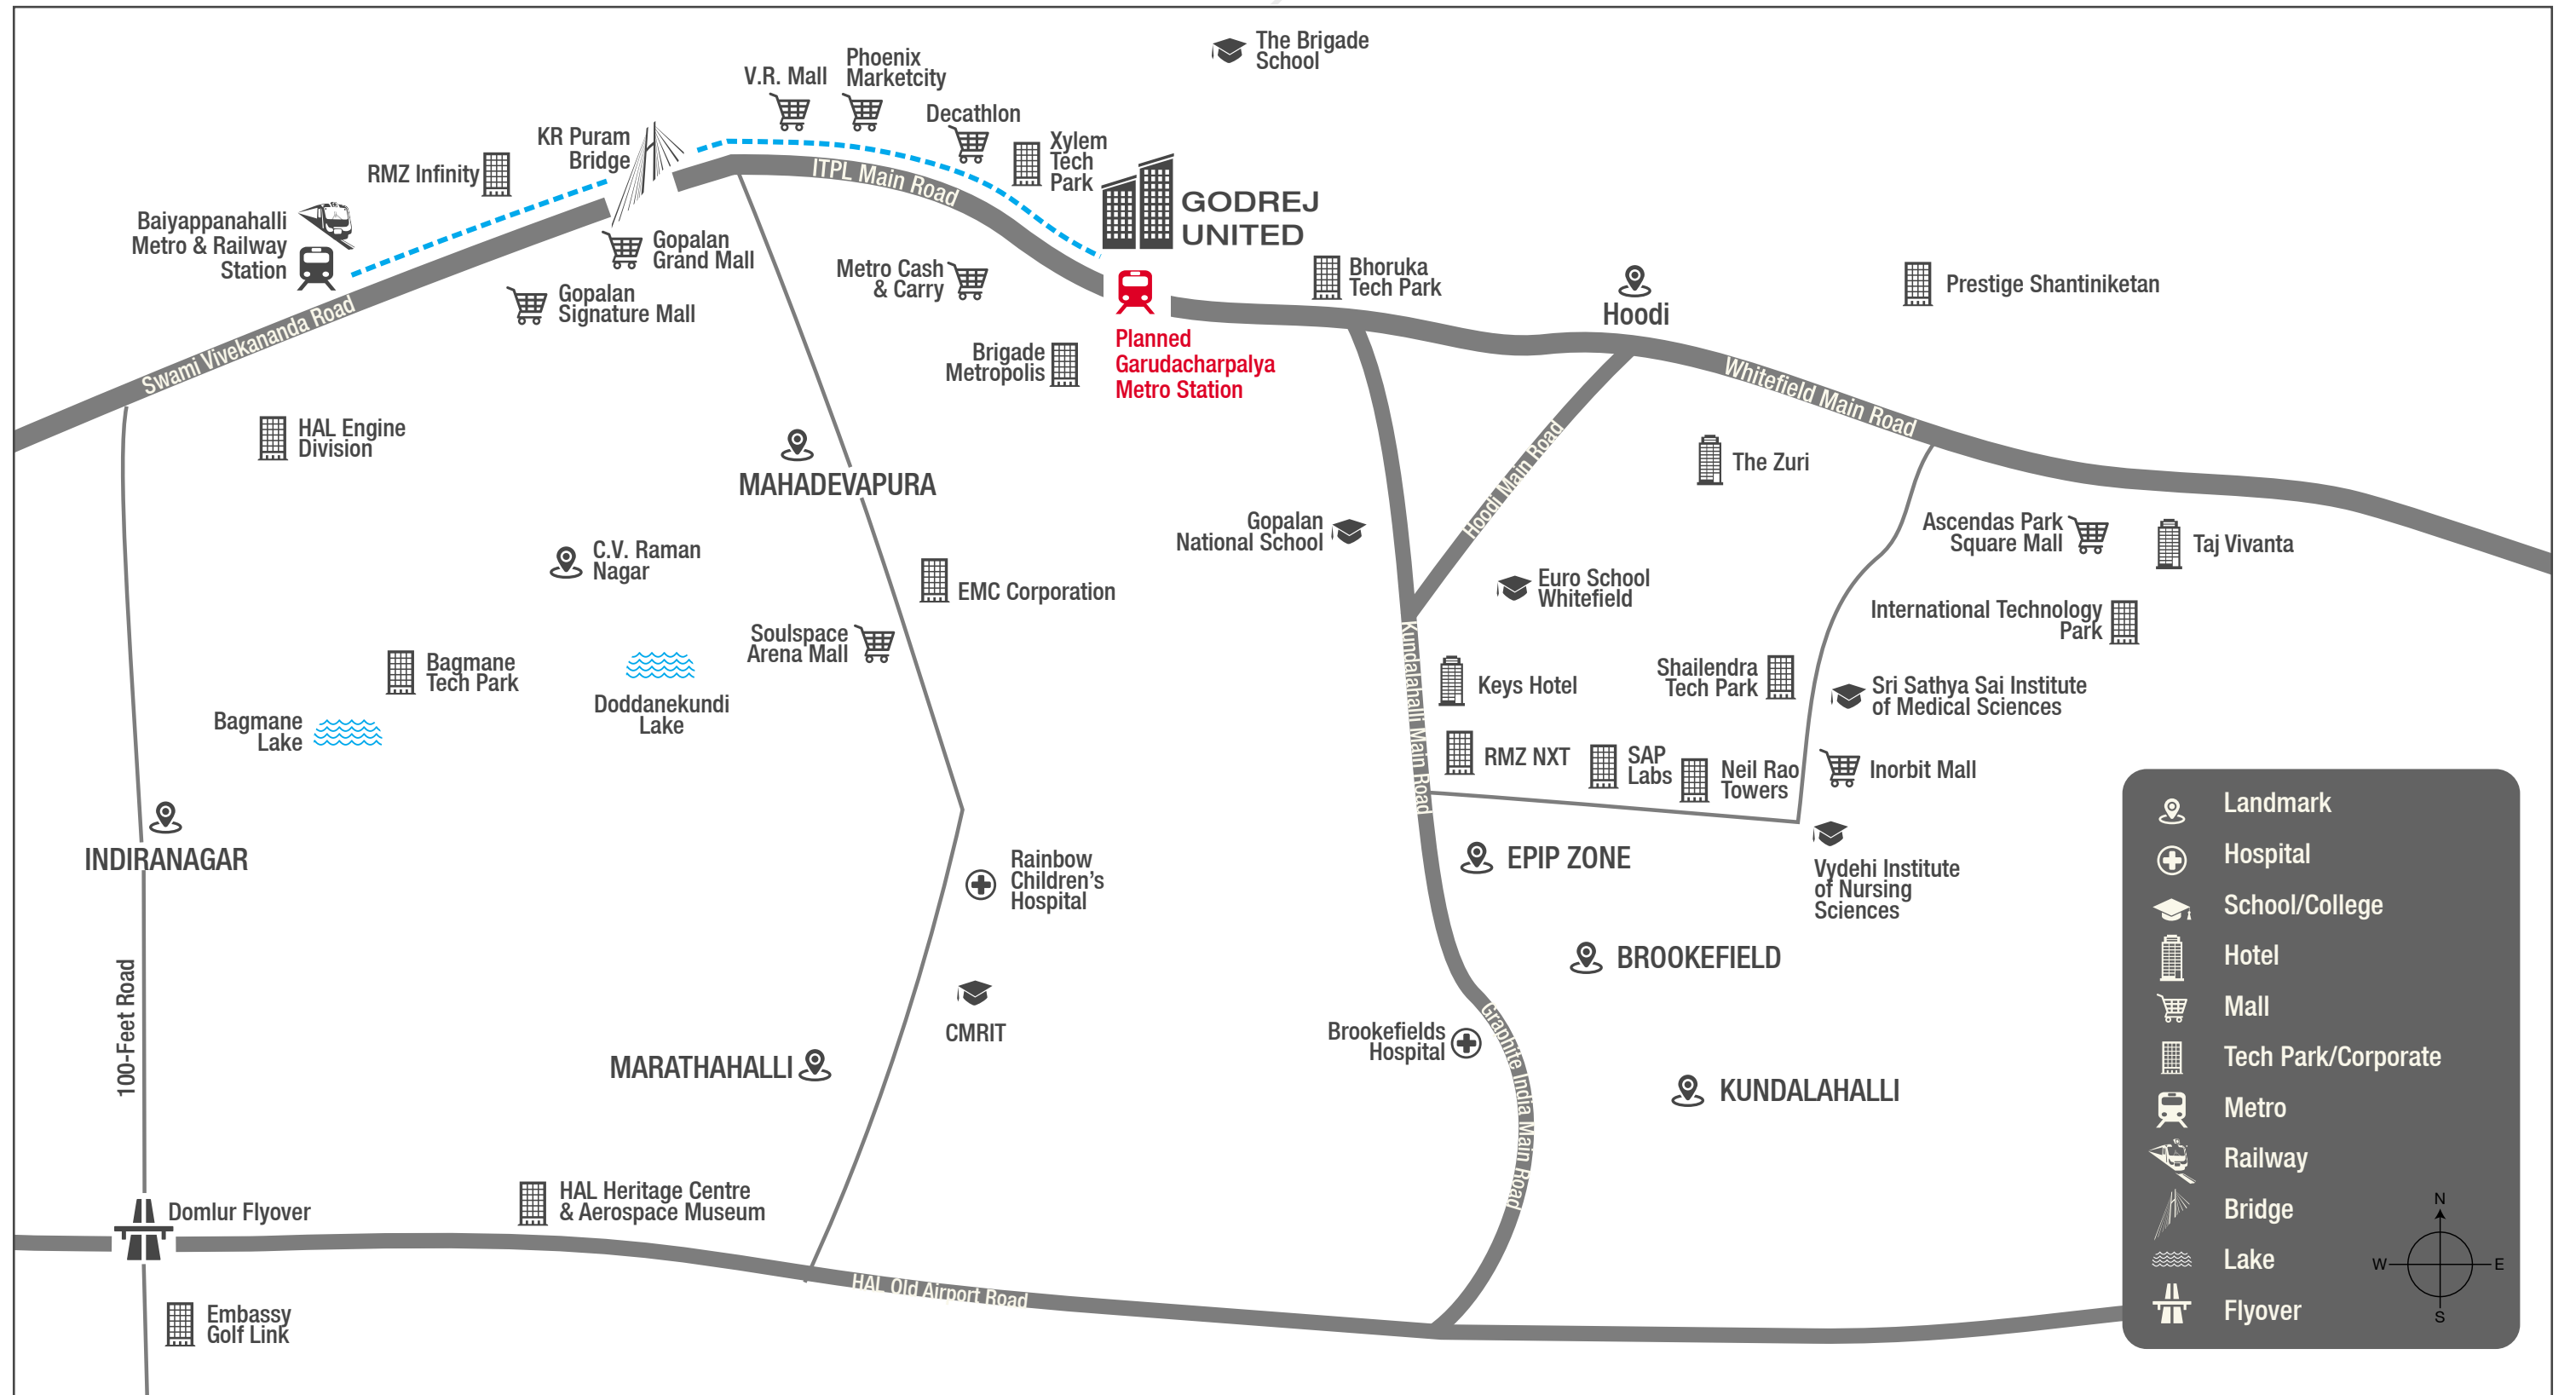 The Brigade
School
V.R. Mall
Phoenix
Marketcity
Decathlon
Xylem
Tech
Park
KR Puram
Bridge
RMZ Infinity
GODREJ
UNITED
Baiyappanahalli
Metro & Railway
Station
ITPL Main Road
Gopalan
Grand Mall
Gopalan
Signature Mall
Metro Cash
& Carry
Bhoruka
Tech Park
Hoodi
Prestige Shantiniketan
Swami Vivekananda Road
Brigade
Metropolis
Planned
Garudacharpalya
Metro Station
Whitefield Main Road
HAL Engine
Division
MAHADEVAPURA
Hoodi Main Road
The Zuri
Gopalan
National School
Ascendas Park
Square Mall
Taj Vivanta
C.V. Raman
Nagar
EMC Corporation
Euro School
Whitefield
International Technology
Park
Soulspace
Arena Mall
Bagmane
Tech Park
Doddanekundi
Lake
Bagmane
Lake
Kundalahalli Main Road
Keys Hotel
Shailendra
Tech Park
Sri Sathya Sai Institute
of Medical Sciences
RMZ NXT
SAP
Labs
Neil Rao
Towers
Inorbit Mall
INDIRANAGAR
Rainbow
Children's
Hospital
EPIP ZONE
Vydehi Institute
of Nursing
Sciences
BROOKEFIELD
100-Feet Road
CMRIT
MARATHAHALLI
Brookefields
Hospital
Graphite India Main Road
KUNDALAHALLI
Domlur Flyover
HAL Heritage Centre
& Aerospace Museum
HAL Old Airport Road
Embassy
Golf Link
Landmark
Hospital
School/College
Hotel
Mall
Tech Park/Corporate
Metro
Railway
Bridge
Lake
Flyover
N
W
E
S